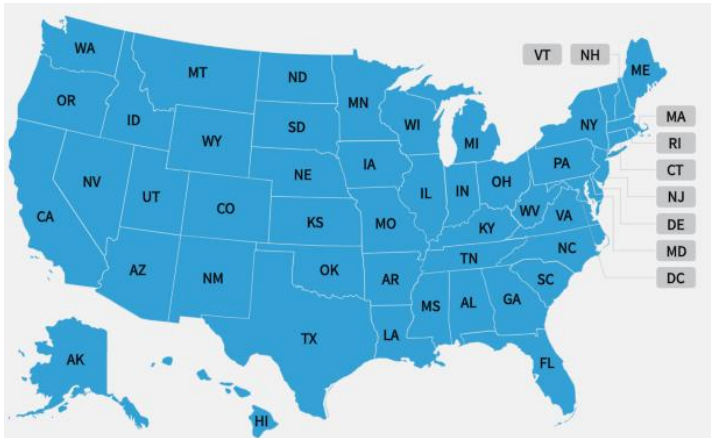 WA
MT
ND
MN
VT
NH
ME
OR
ID
SD
WI
MI
NY
MA
WY
RI
IA
PA
CT
NE
NV
UT
CO
IL
IN
OH
NJ
CA
KS
MO
WV
VA
DE
KY
MD
NC
AZ
NM
OK
TN
DC
AR
SC
MS
AL
GA
TX
LA
AK
FL
HI